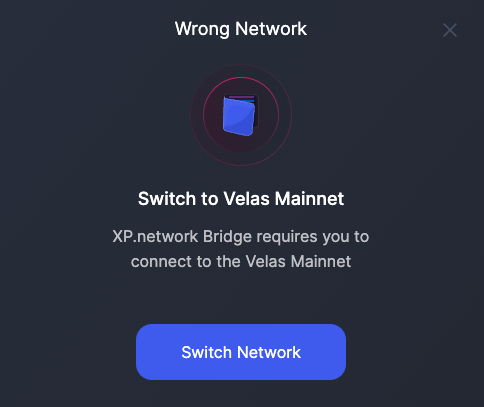 Wrong Network
Switch to Velas Mainnet
XP.network Bridge requires you to
connect to the Velas Mainnet
Switch Network